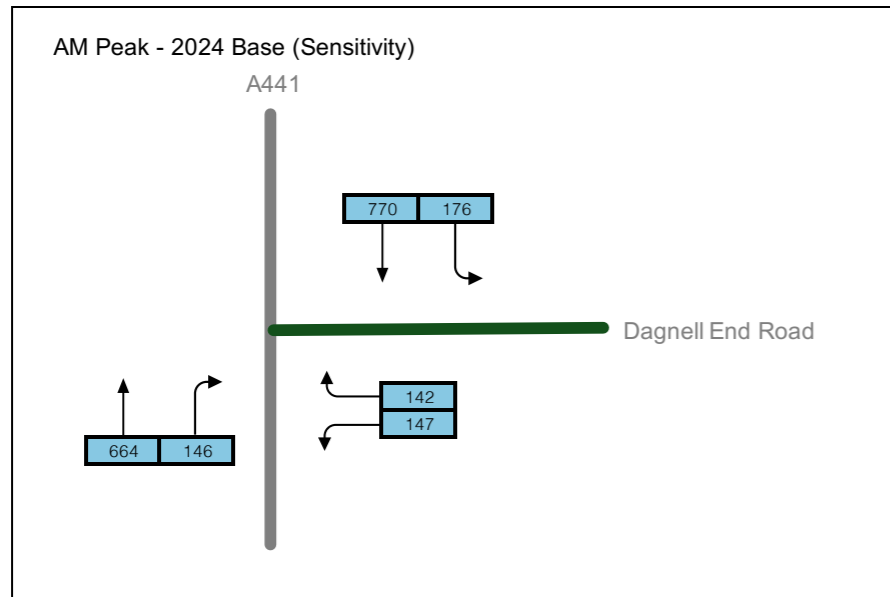 AM Peak - 2024 Base (Sensitivity)
A441
770 176
Dagnell End Road
142
147
664 146